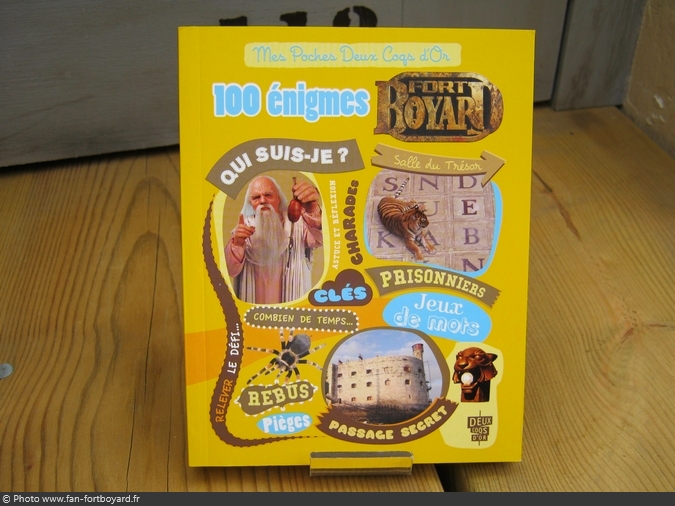 Mes Poches Deux Coqs d'Or
100 énigmes
FORT
BOYARD
QUI SUIS-JE ?
Salle du Trésor
ASTUCE ET RÉFLEXION
CHARADES
S N D
U E
K A B
N
CLÉS
PRISONNIERS
COMBIEN DE TEMPS...
Jeux
de mots
RELEVER LE DÉFI...
REBUS
Pièges
PASSAGE SECRET
DEUX
COQS
D'OR
© Photo www.fan-fortboyard.fr